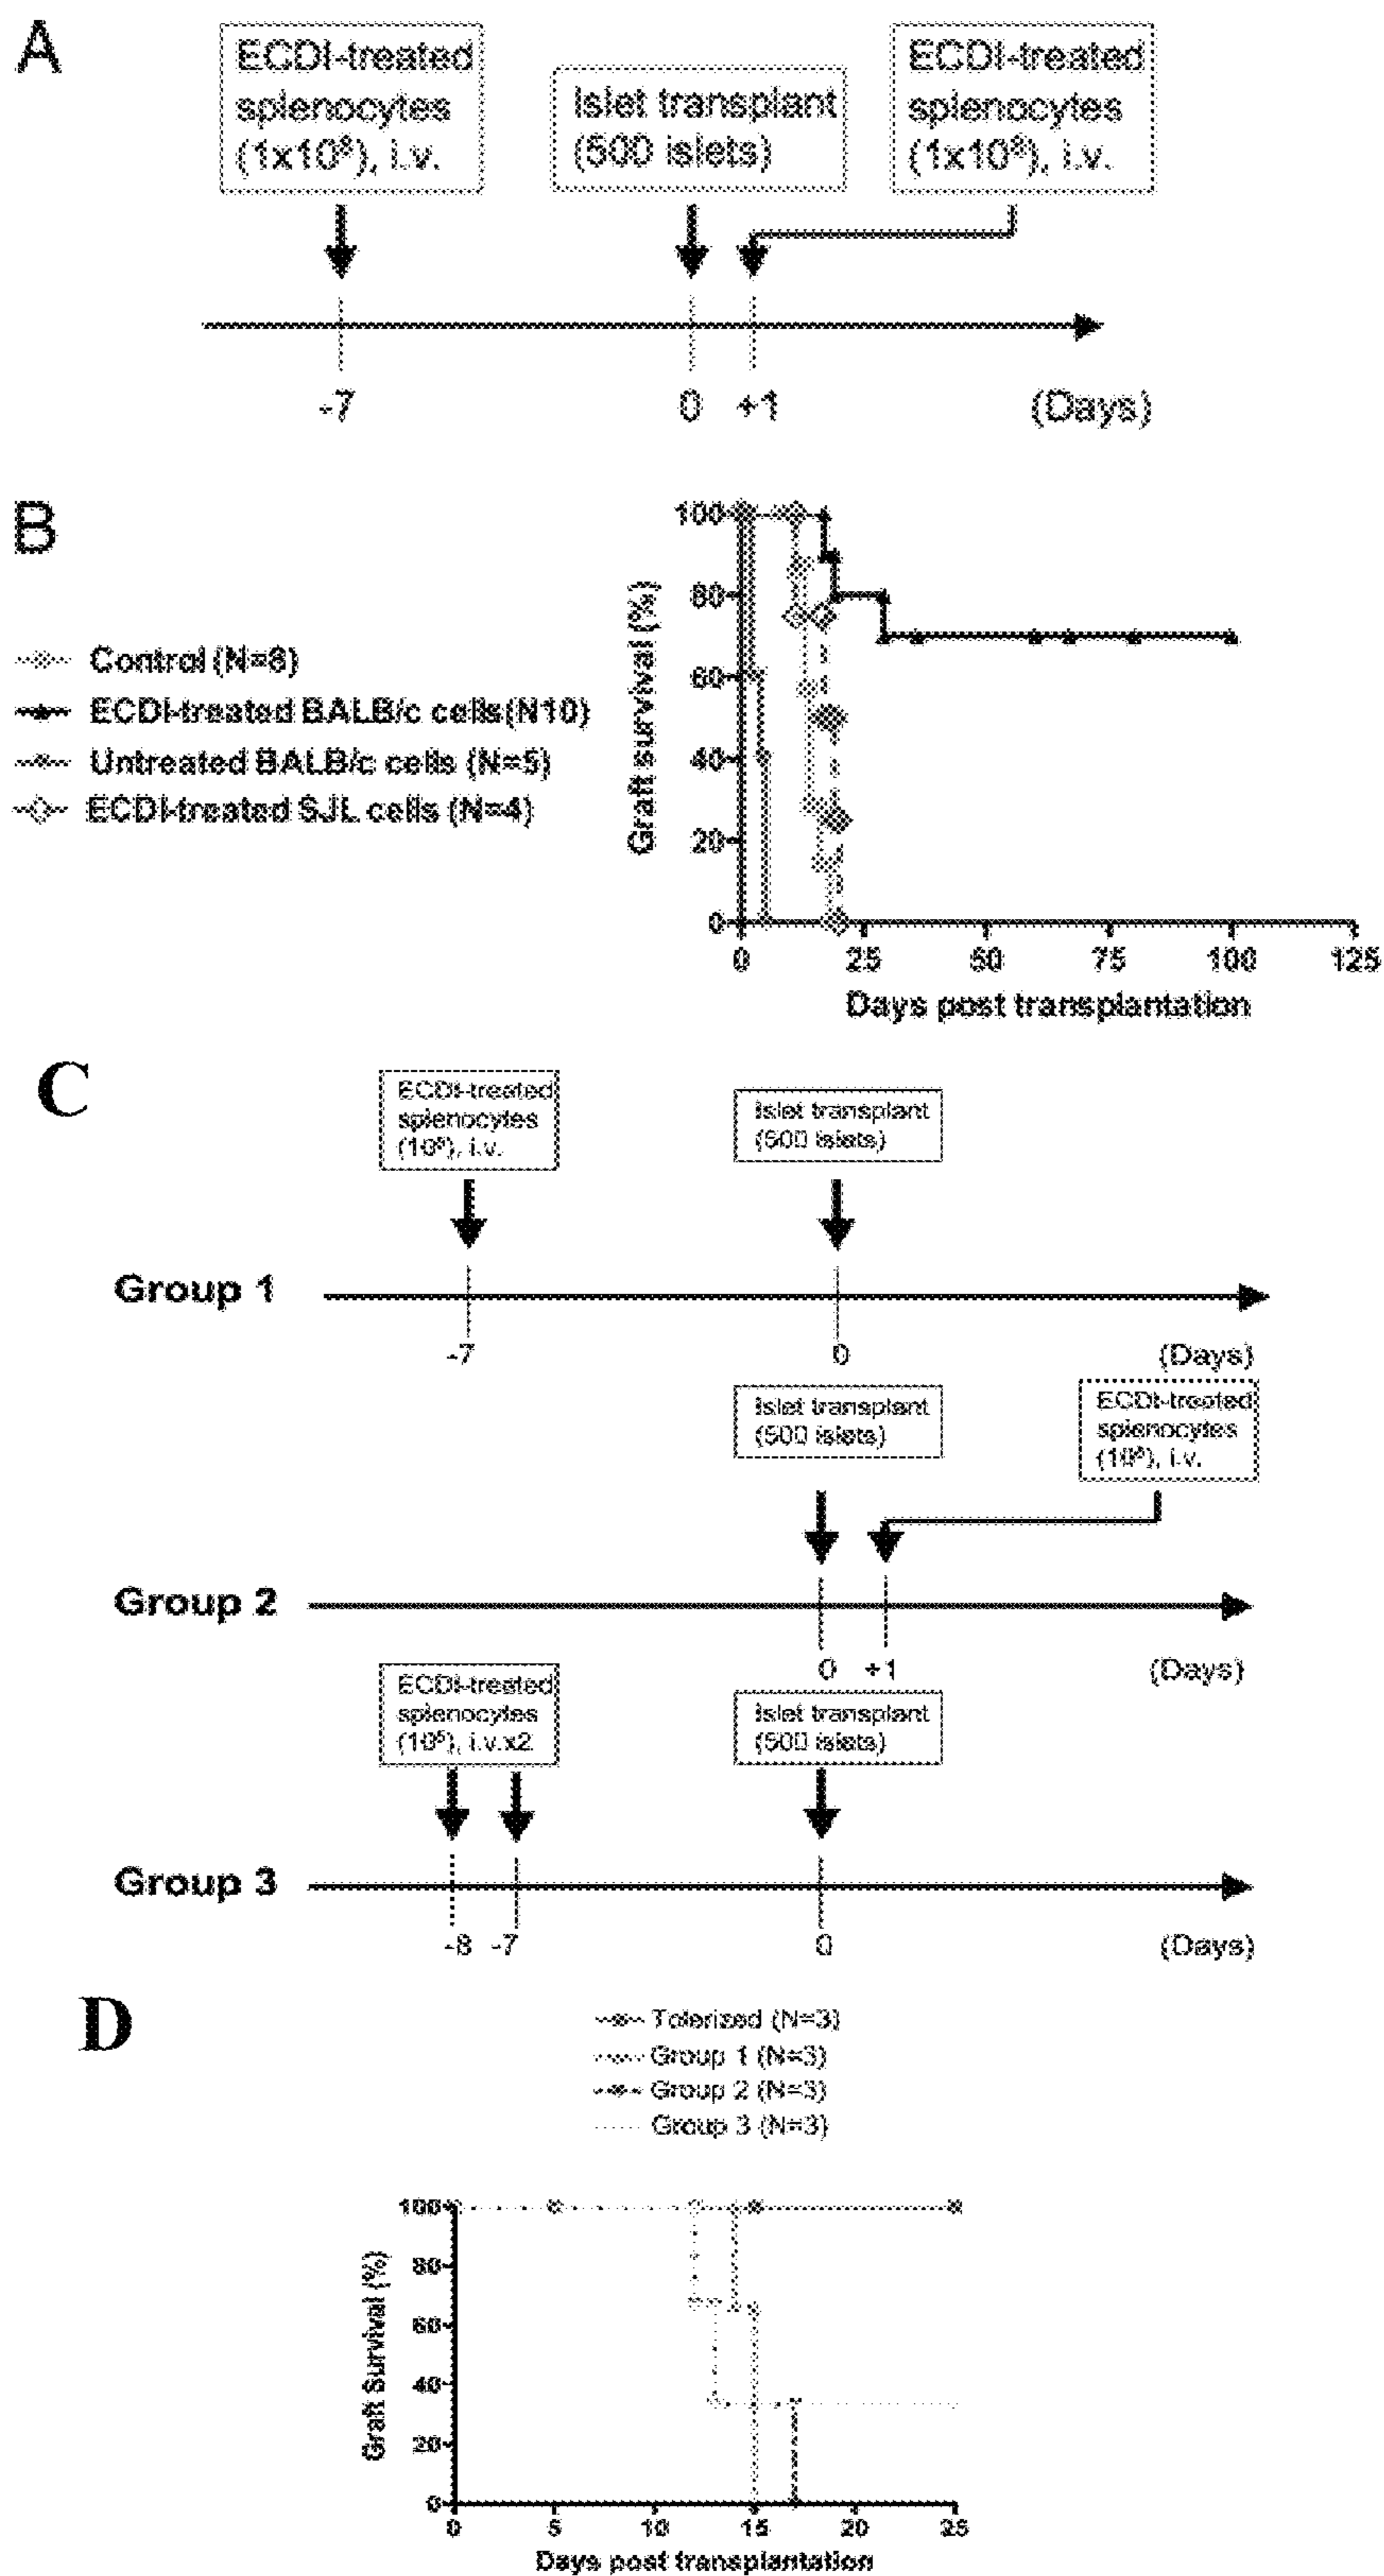 A
ECDI-treated
splenocytes
(1x10⁸), i.v.
Islet transplant
(500 islets)
ECDI-treated
splenocytes
(1x10⁸), i.v.
-7
0
+1
(Days)
B
Control (N=8)
ECDI-treated BALB/c cells(N10)
Untreated BALB/c cells (N=5)
ECDI-treated SJL cells (N=4)
Graft survival (%)
100
80
60
40
20
0
0
25
50
75
100
125
Days post transplantation
C
ECDI-treated
splenocytes
(10⁸), i.v.
Islet transplant
(500 islets)
Group 1
-7
0
(Days)
Islet transplant
(500 islets)
ECDI-treated
splenocytes
(10⁸), i.v.
Group 2
0
+1
(Days)
ECDI-treated
splenocytes
(10⁸), i.v.x2
Islet transplant
(500 islets)
Group 3
-8
-7
0
(Days)
D
Tolerized (N=3)
Group 1 (N=3)
Group 2 (N=3)
Group 3 (N=3)
Graft Survival (%)
100
80
60
40
20
0
0
5
10
15
20
25
Days post transplantation